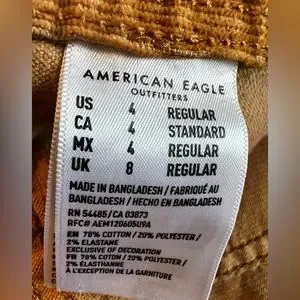 AMERICAN EAGLE
OUTFITTERS
US 4 REGULAR
CA 4 STANDARD
MX 4 REGULAR
UK 8 REGULAR
MADE IN BANGLADESH / FABRIQUÉ AU
BANGLADESH / HECHO EN BANGLADESH
RN 54485/CA 03873
RFC# AEM120605U9A
EN 78% COTTON / 20% POLYESTER /
2% ELASTANE
EXCLUSIVE OF DECORATION
FR 78% COTON / 20% POLYESTER /
2% ÉLASTHANNE
À L'EXCEPTION DE LA GARNITURE